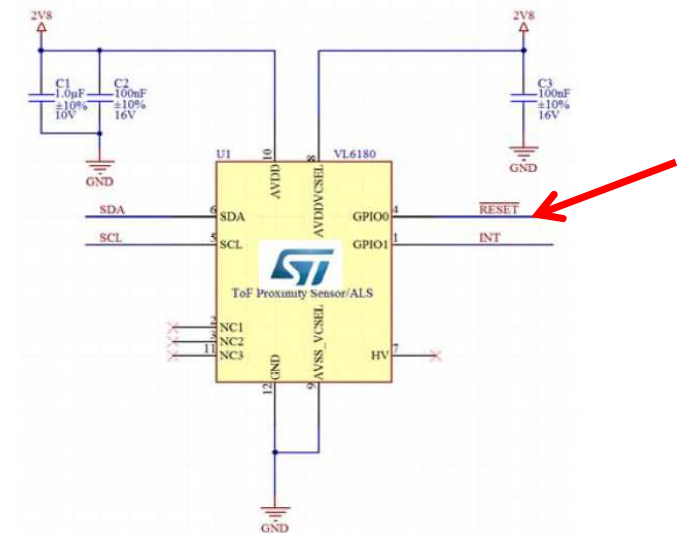 2V8
2V8
C1
1.0µF
±10%
10V
C2
100nF
±10%
16V
C3
100nF
±10%
16V
GND
GND
U1
VL6180
10
AVDD
8
AVDDVCSEL
SDA
6
SDA
GPIO0
4
RESET
SCL
5
SCL
GPIO1
1
INT
ST
ToF Proximity Sensor/ALS
NC1
NC2
11
NC3
GND
12
AVSS_VCSEL
9
HV
7
GND